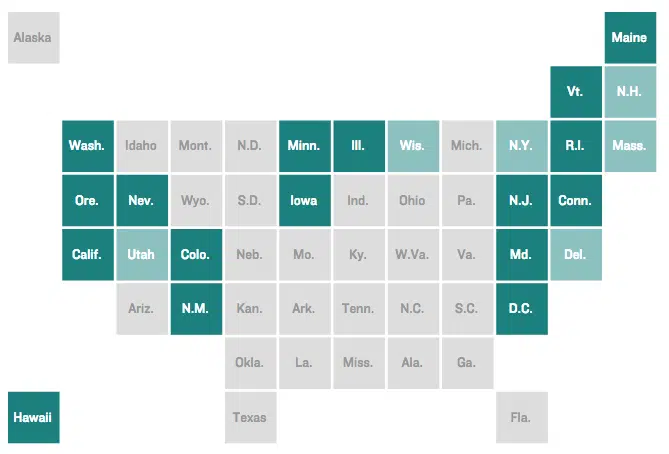 Alaska
Maine
Vt.
N.H.
Wash.
Idaho
Mont.
N.D.
Minn.
Ill.
Wis.
Mich.
N.Y.
R.I.
Mass.
Ore.
Nev.
Wyo.
S.D.
Iowa
Ind.
Ohio
Pa.
N.J.
Conn.
Calif.
Utah
Colo.
Neb.
Mo.
Ky.
W.Va.
Va.
Md.
Del.
Ariz.
N.M.
Kan.
Ark.
Tenn.
N.C.
S.C.
D.C.
Okla.
La.
Miss.
Ala.
Ga.
Hawaii
Texas
Fla.